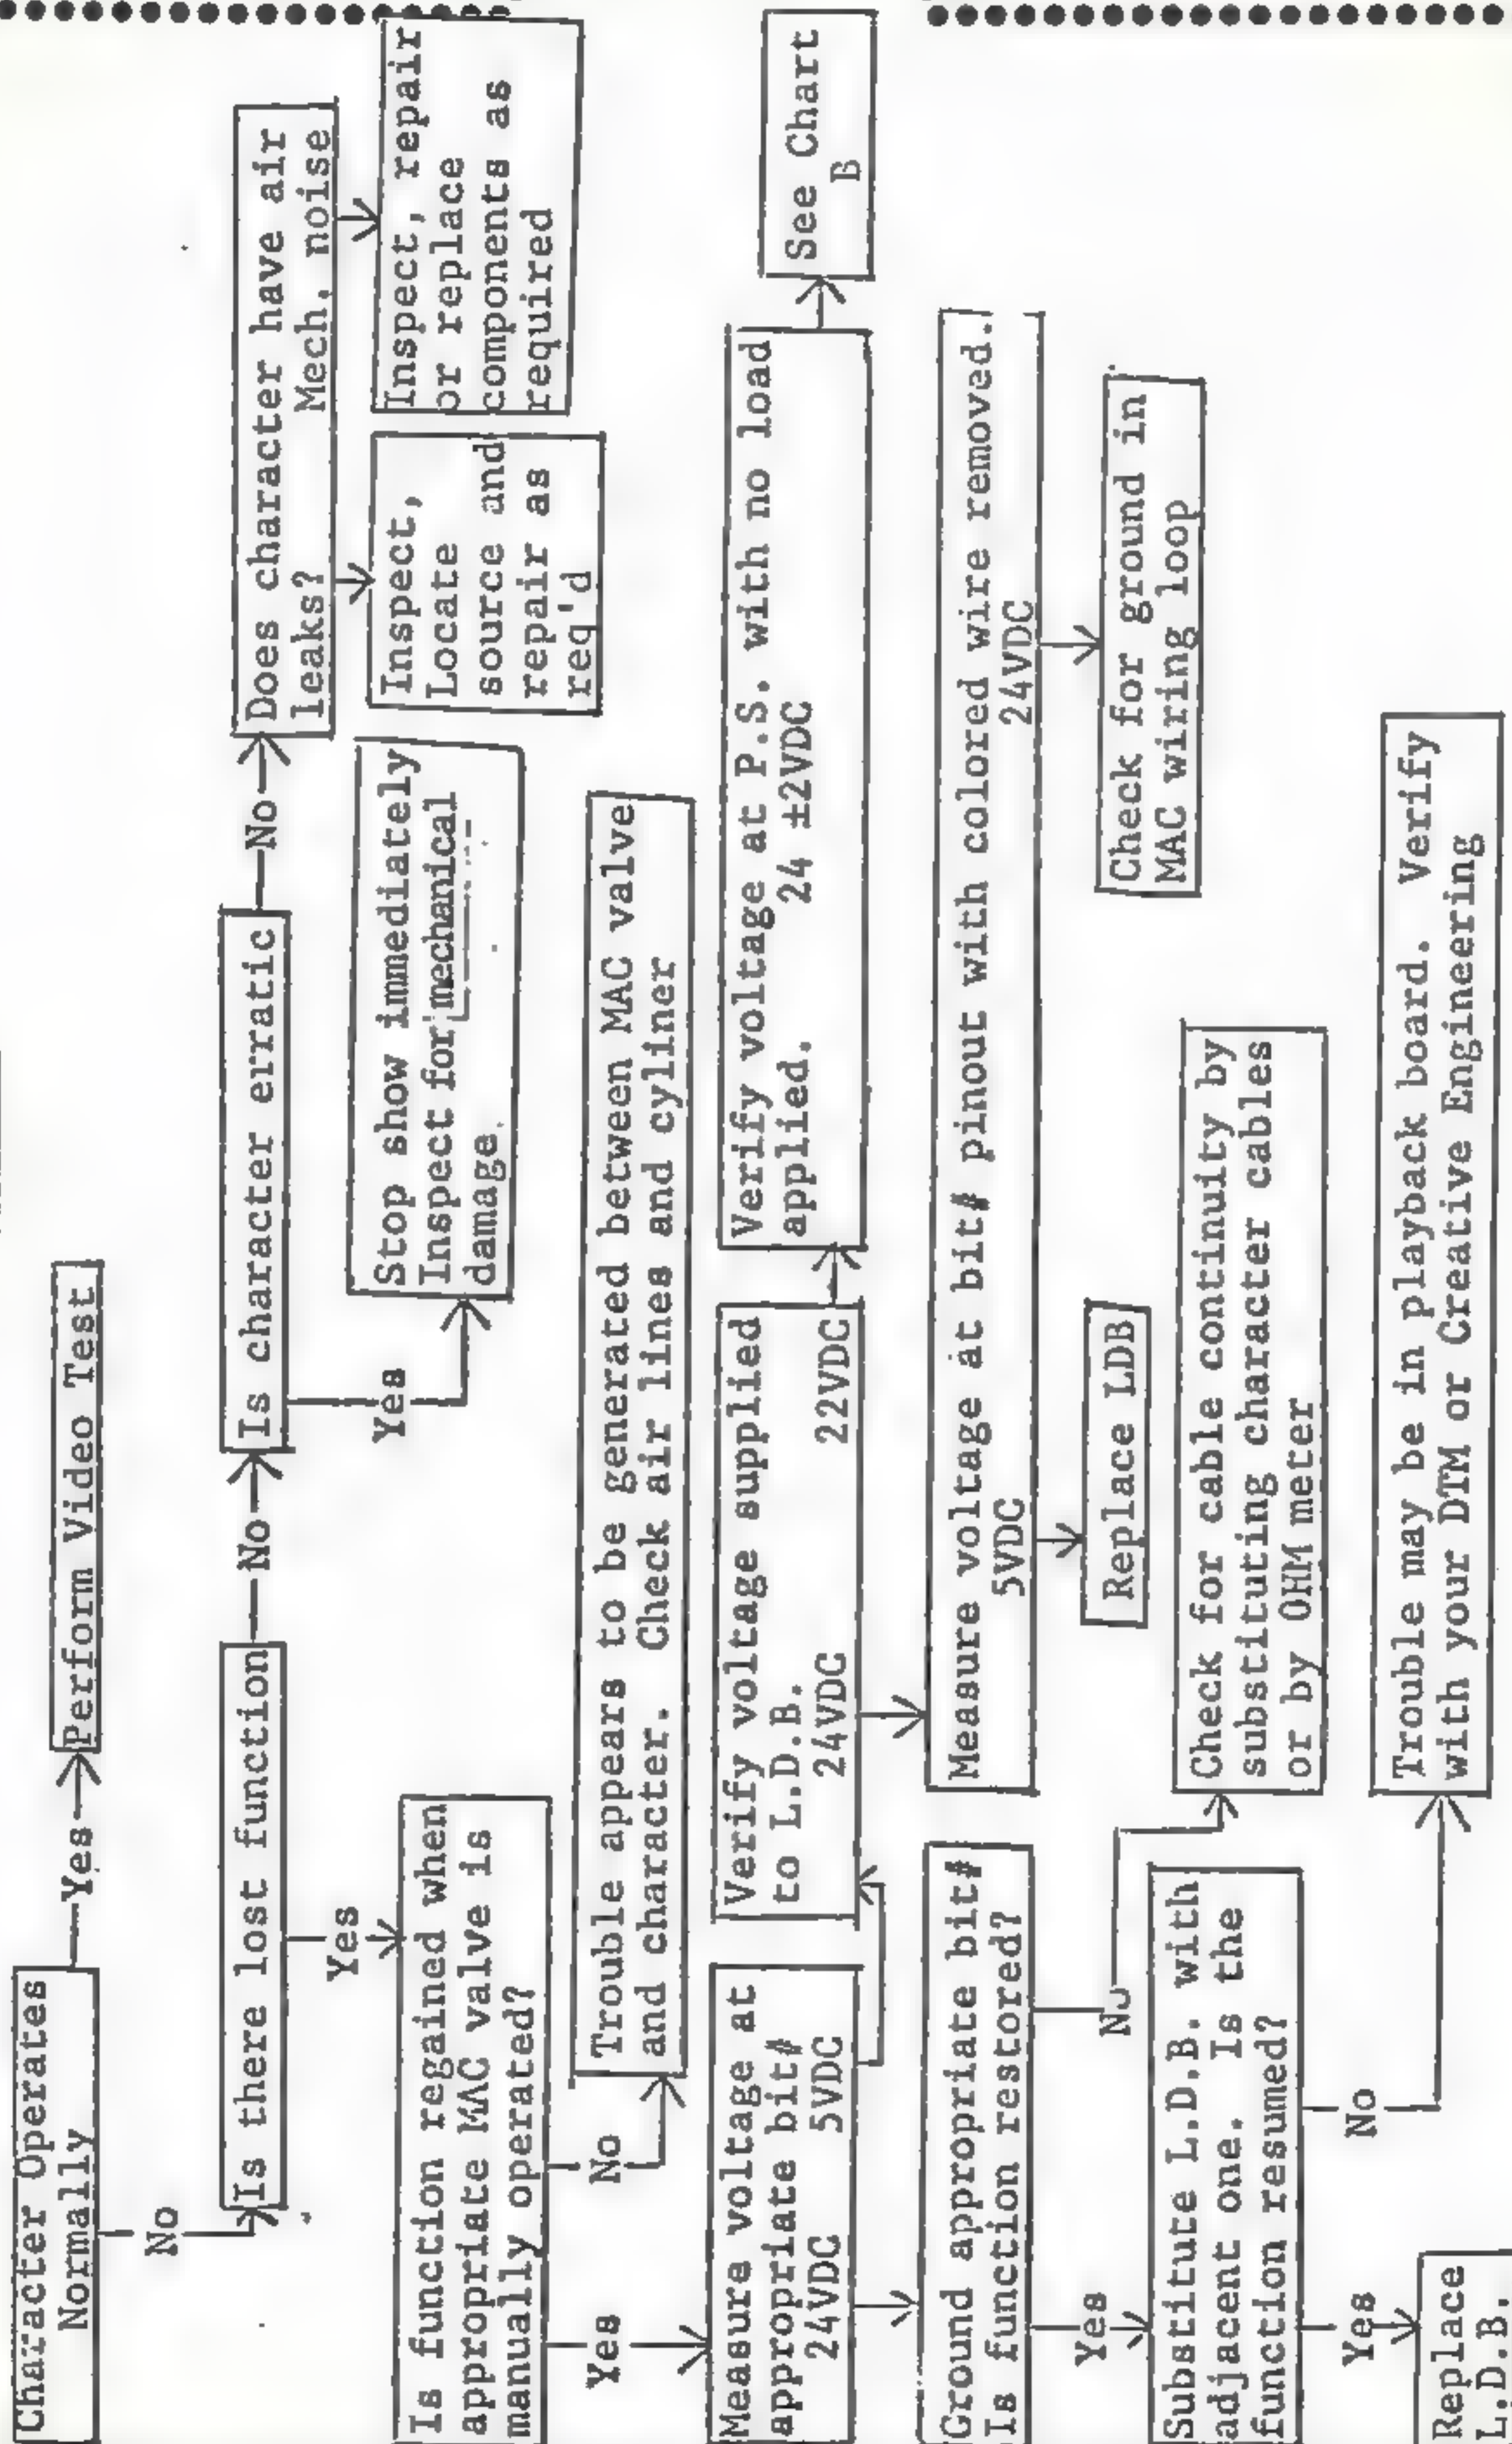 Character Operates
Normally
Yes
Perform Video Test
No
Is there lost function
No
Is character erratic
No
Does character have air
leaks? Mech. noise
Yes
Yes
Stop show immediately
Inspect for mechanical
damage.
Inspect,
Locate
source and
repair as
req'd
Inspect, repair
or replace
components as
required
Is function regained when
appropriate MAC valve is
manually operated?
No
Trouble appears to be generated between MAC valve
and character. Check air lines and cyliner
Yes
Measure voltage at
appropriate bit#
24VDC 5VDC
Verify voltage supplied
to L.D.B.
24VDC 22VDC
Verify voltage at P.S. with no load
applied. 24 ±2VDC
See Chart
B
Ground appropriate bit#
Is function restored?
Measure voltage at bit# pinout with colored wire removed.
5VDC 24VDC
Replace LDB
Check for ground in
MAC wiring loop
Yes
No
Check for cable continuity by
substituting character cables
or by OHM meter
Substitute L.D.B. with
adjacent one. Is the
function resumed?
Yes
No
Trouble may be in playback board. Verify
with your DTM or Creative Engineering
Replace
L.D.B.